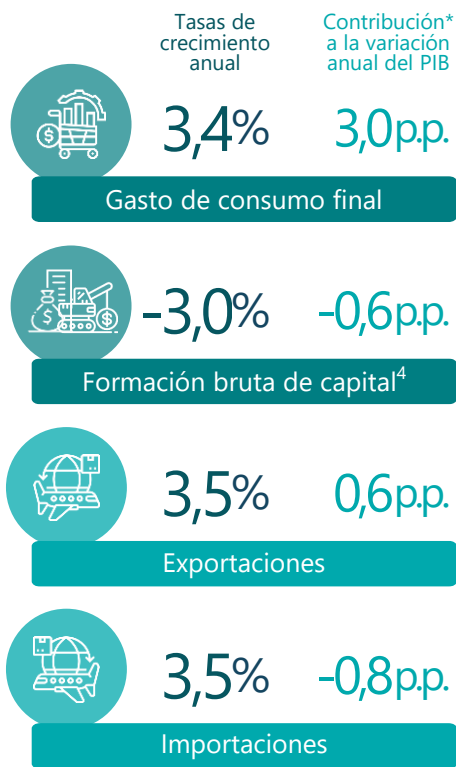 Tasas de
crecimiento
anual
Contribución*
a la variación
anual del PIB
$
3,4% 3,0p.p.
Gasto de consumo final
$ $
-3,0% -0,6p.p.
Formación bruta de capital⁴
3,5% 0,6p.p.
Exportaciones
3,5% -0,8p.p.
Importaciones